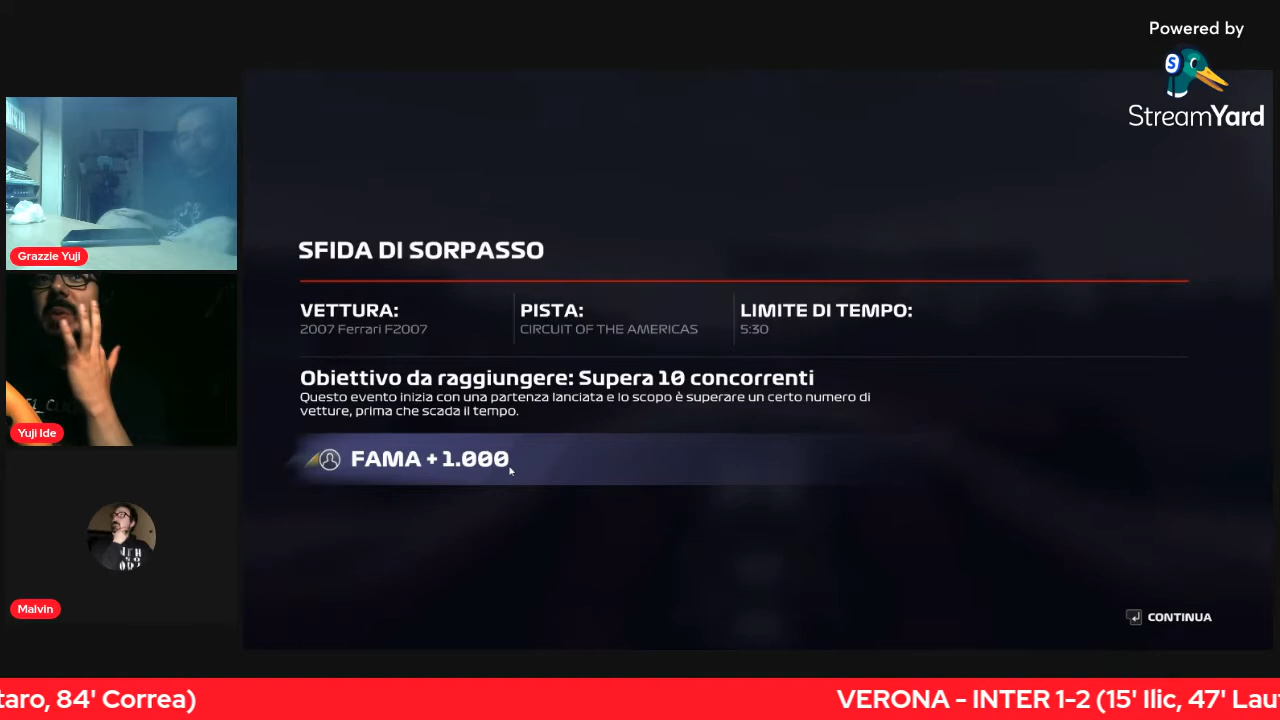 Powered by
StreamYard
Grazzie Yuji
Yuji Ide
Malvin
SFIDA DI SORPASSO
VETTURA:
2007 Ferrari F2007
PISTA:
CIRCUIT OF THE AMERICAS
LIMITE DI TEMPO:
5:30
Obiettivo da raggiungere: Supera 10 concorrenti
Questo evento inizia con una partenza lanciata e lo scopo è superare un certo numero di
vetture, prima che scada il tempo.
FAMA + 1.000
CONTINUA
taro, 84' Correa)
VERONA - INTER 1-2 (15' Ilic, 47' Laut